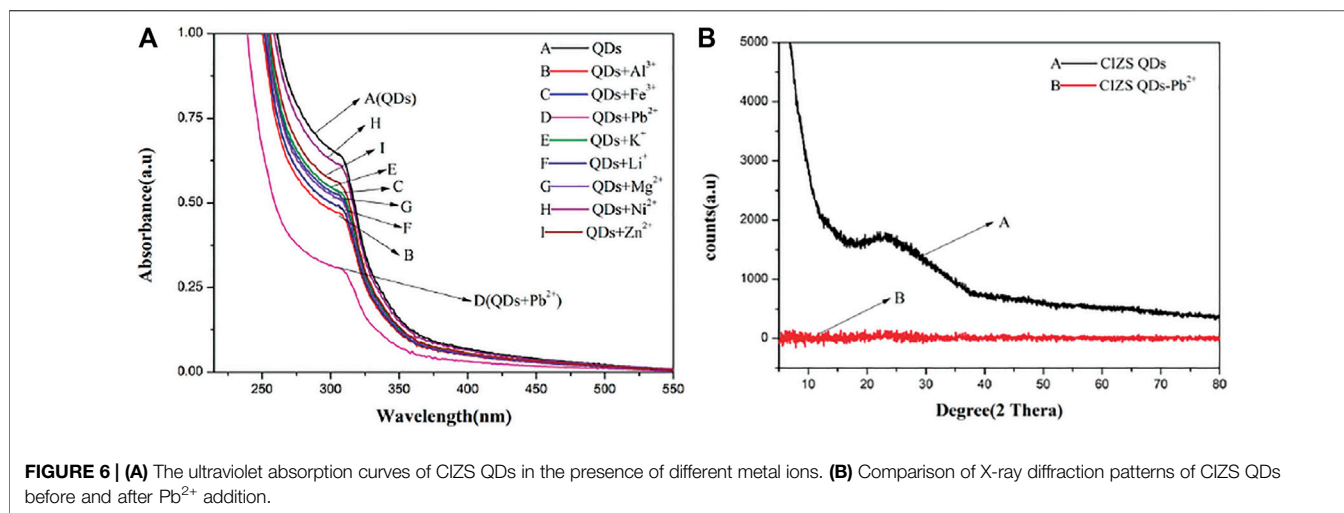 A
1.00
0.75
0.50
0.25
0.00
Absorbance(a.u)
250 300 350 400 450 500 550
Wavelength(nm)
A QDs
B QDs+Al³⁺
C QDs+Fe³⁺
D QDs+Pb²⁺
E QDs+K⁺
F QDs+Li⁺
G QDs+Mg²⁺
H QDs+Ni²⁺
I QDs+Zn²⁺
A(QDs)
H
I
E
C
G
F
B
D(QDs+Pb²⁺)
B
5000
4000
3000
2000
1000
0
counts(a.u)
10 20 30 40 50 60 70 80
Degree(2 Thera)
A CIZS QDs
B CIZS QDs-Pb²⁺
A
B
FIGURE 6 | (A) The ultraviolet absorption curves of CIZS QDs in the presence of different metal ions. (B) Comparison of X-ray diffraction patterns of CIZS QDs
before and after Pb²⁺ addition.